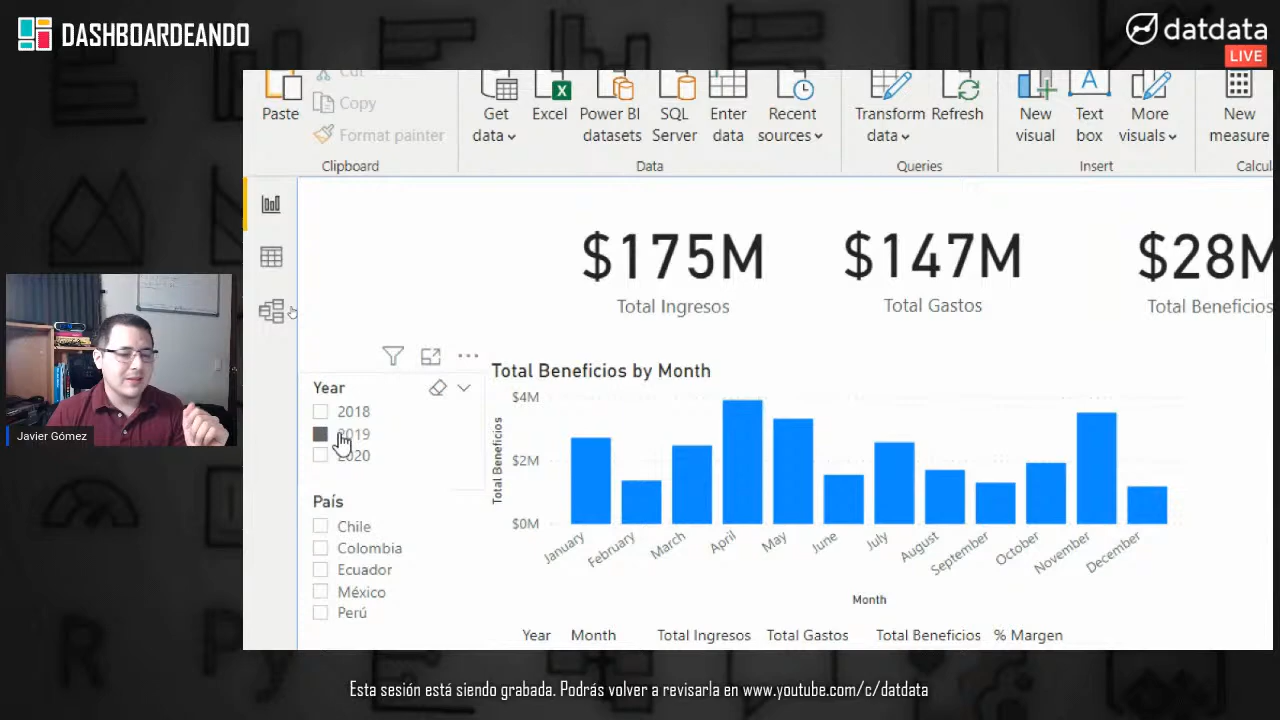 DASHBOARDEANDO
datdata
LIVE
Paste
Cut
Copy
Format painter
Clipboard
Get data
Excel
Power BI datasets
SQL Server
Enter data
Recent sources
Data
Transform data
Refresh
Queries
New visual
Text box
More visuals
Insert
New measure
Calcul
$175M
Total Ingresos
$147M
Total Gastos
$28M
Total Beneficios
Year
2018
2019
2020
País
Chile
Colombia
Ecuador
México
Perú
Total Beneficios by Month
Total Beneficios
$4M
$2M
$0M
January
February
March
April
May
June
July
August
September
October
November
December
Month
Year Month Total Ingresos Total Gastos Total Beneficios % Margen
Javier Gómez
R
Py
Esta sesión está siendo grabada. Podrás volver a revisarla en www.youtube.com/c/datdata